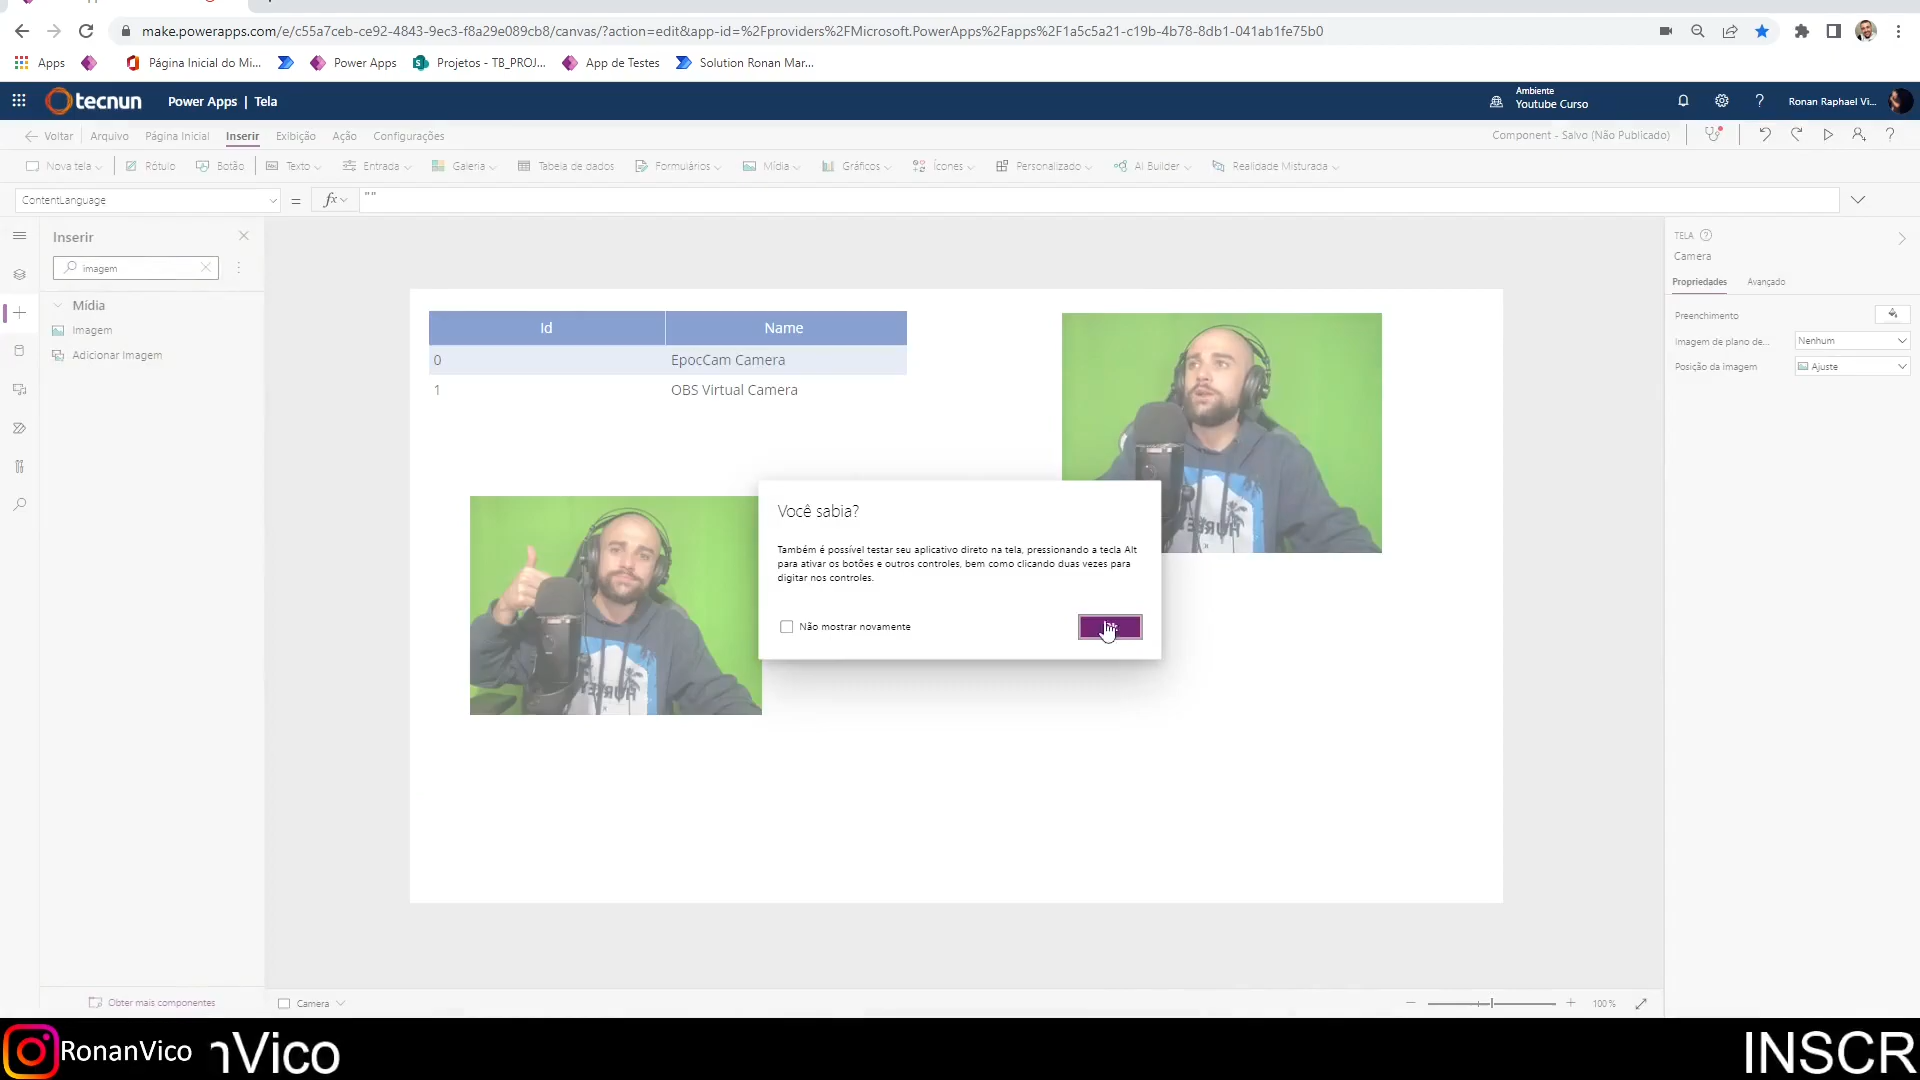 make.powerapps.com/e/c55a7ceb-ce92-4843-9ec3-f8a29e089cb8/canvas/?action=edit&app-id=%2Fproviders%2FMicrosoft.PowerApps%2Fapps%2F1a5c5a21-c19b-4b78-8db1-041ab1fe75b0
Apps Página Inicial do Mi... Power Apps Projetos - TB_PROJ... App de Testes Solution Ronan Mar...
tecnun Power Apps | Tela
Ambiente
Youtube Curso
Ronan Raphael Vi...
Voltar Arquivo Página Inicial Inserir Exibição Ação Configurações
Component - Salvo (Não Publicado)
Nova tela Rótulo Botão Texto Entrada Galeria Tabela de dados Formulários Mídia Gráficos Ícones Personalizado AI Builder Realidade Misturada
ContentLanguage = fx ""
Inserir
imagem
Mídia
Imagem
Adicionar Imagem
Obter mais componentes
Id Name
0 EpocCam Camera
1 OBS Virtual Camera
Você sabia?
Também é possível testar seu aplicativo direto na tela, pressionando a tecla Alt
para ativar os botões e outros controles, bem como clicando duas vezes para
digitar nos controles.
Não mostrar novamente
TELA
Camera
Propriedades Avançado
Preenchimento
Imagem de plano de... Nenhum
Posição da imagem Ajuste
Camera
100 %
RonanVico
Vico
INSCR